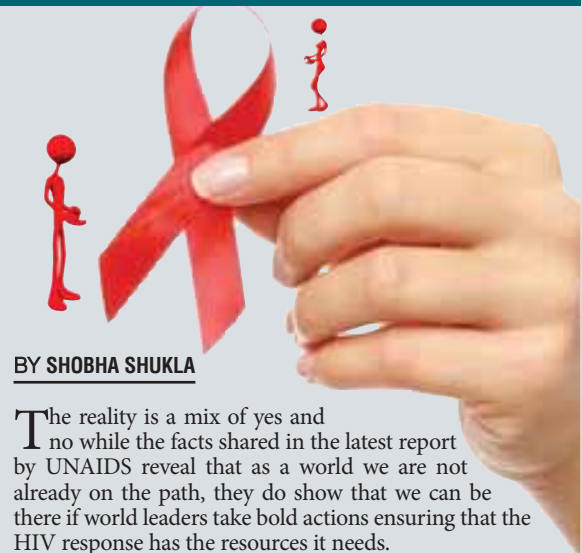 BY SHOBHA SHUKLA
The reality is a mix of yes and
no while the facts shared in the latest report
by UNAIDS reveal that as a world we are not
already on the path, they do show that we can be
there if world leaders take bold actions ensuring that the
HIV response has the resources it needs.